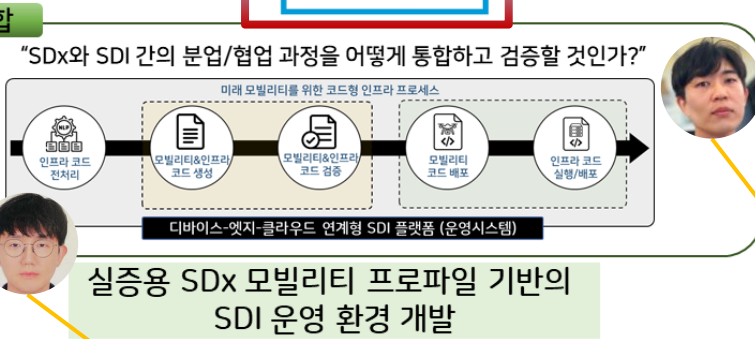 합
“SDx와 SDI 간의 분업/협업 과정을 어떻게 통합하고 검증할 것인가?”
미래 모빌리티를 위한 코드형 인프라 프로세스
NLP
인프라 코드
전처리
모빌리티&인프라
코드 생성
모빌리티&인프라
코드 검증
모빌리티
코드 배포
인프라 코드
실행/배포
디바이스-엣지-클라우드 연계형 SDI 플랫폼 (운영시스템)
실증용 SDx 모빌리티 프로파일 기반의
SDI 운영 환경 개발